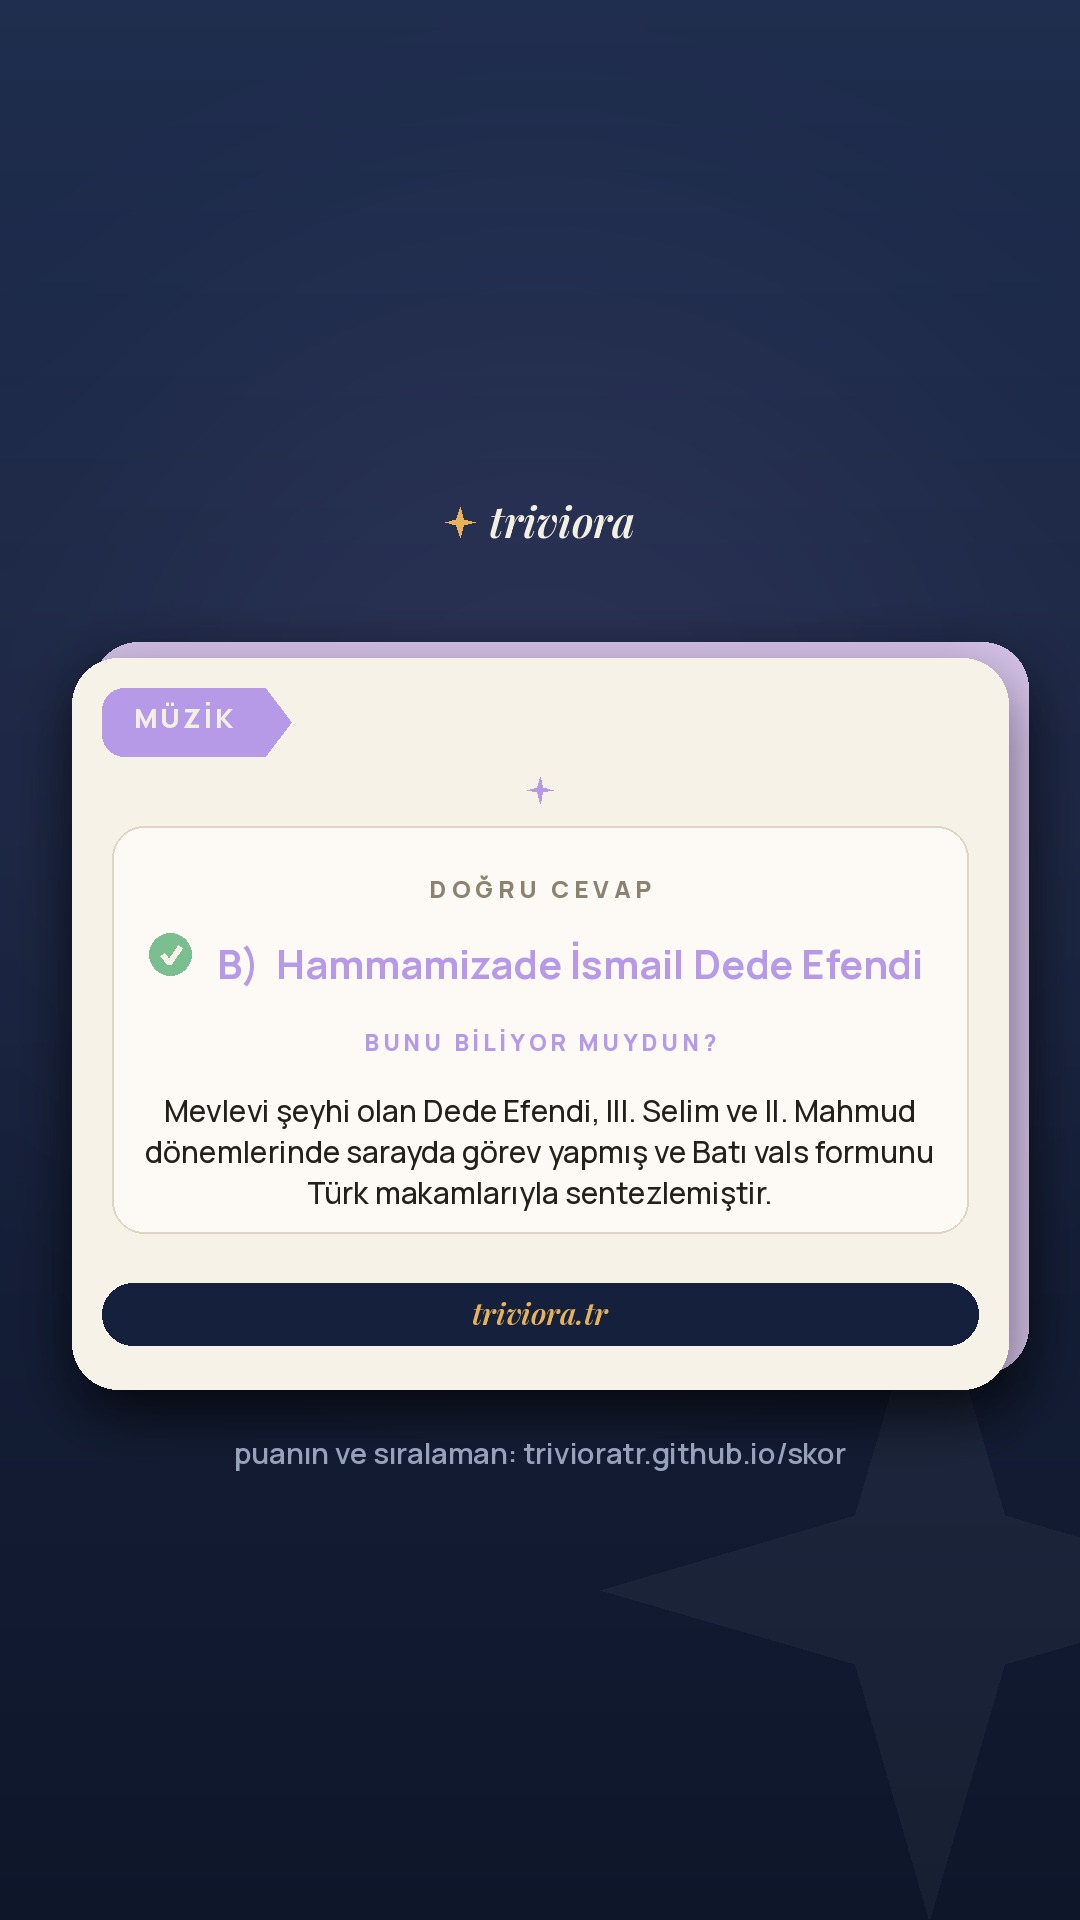 triviora
MÜZİK
DOĞRU CEVAP
B) Hammamizade İsmail Dede Efendi
BUNU BİLİYOR MUYDUN?
Mevlevi şeyhi olan Dede Efendi, III. Selim ve II. Mahmud
dönemlerinde sarayda görev yapmış ve Batı vals formunu
Türk makamlarıyla sentezlemiştir.
triviora.tr
puanın ve sıralaman: trivioratr.github.io/skor